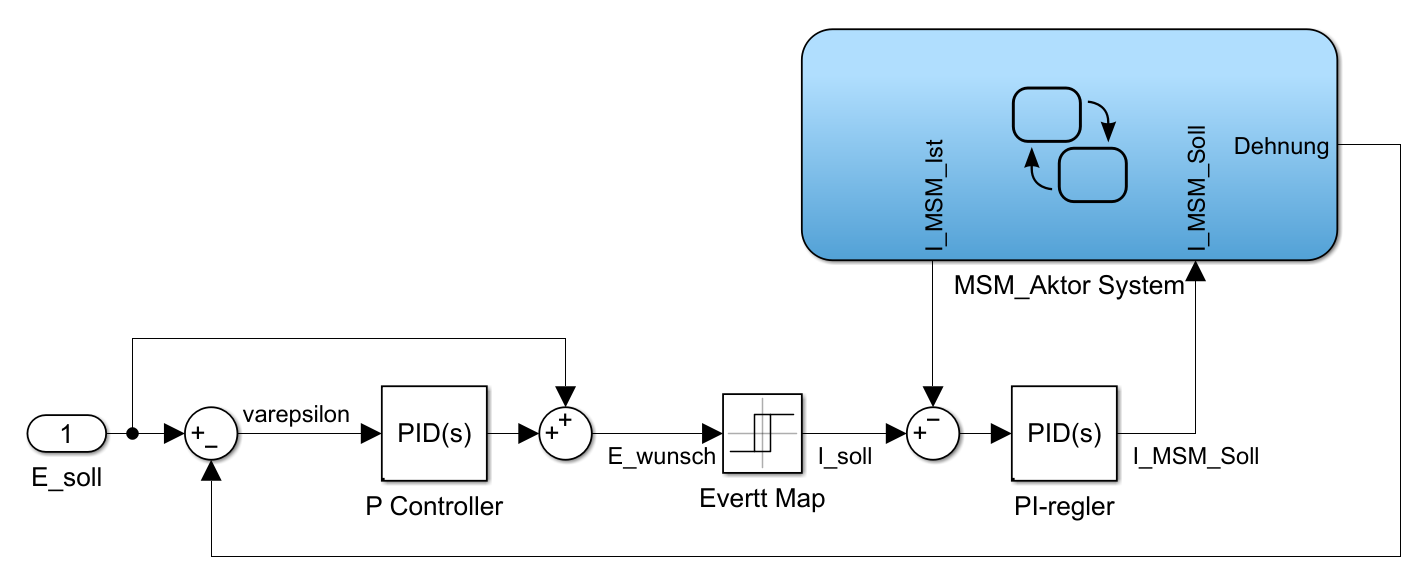 I_MSM_Ist
I_MSM_Soll
Dehnung
MSM_Aktor System
1
E_soll
+
−
varepsilon
PID(s)
P Controller
+
+
E_wunsch
Evertt Map
I_soll
−
+
PID(s)
PI-regler
I_MSM_Soll